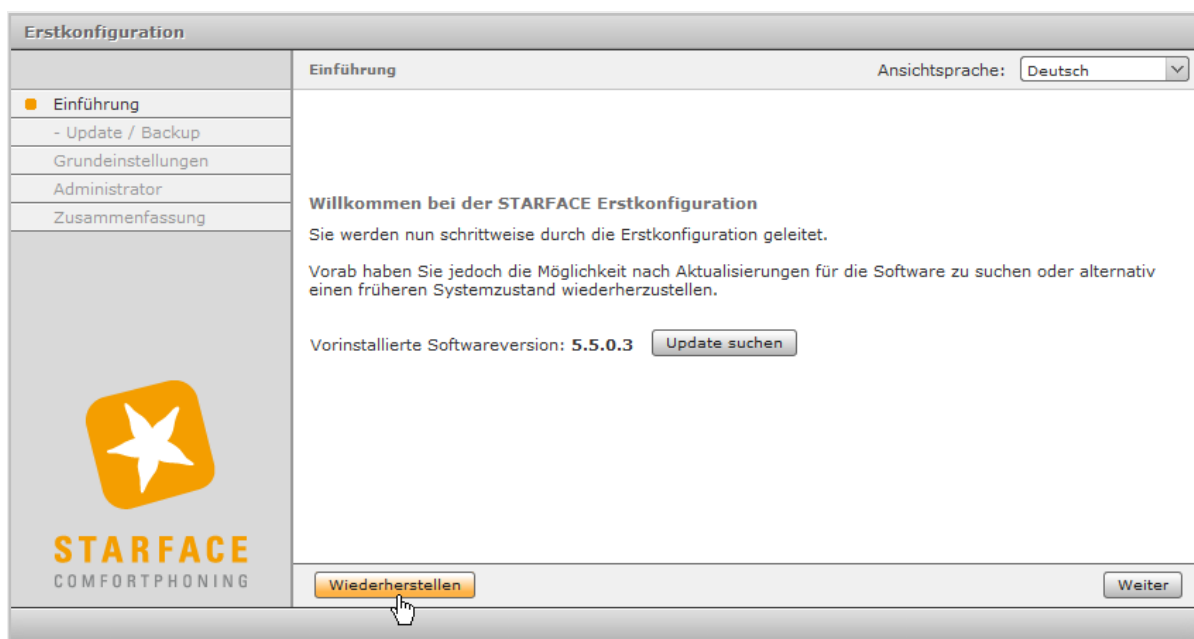 Erstkonfiguration
Einführung
Ansichtsprache: Deutsch
Einführung
- Update / Backup
Grundeinstellungen
Administrator
Zusammenfassung
Willkommen bei der STARFACE Erstkonfiguration
Sie werden nun schrittweise durch die Erstkonfiguration geleitet.
Vorab haben Sie jedoch die Möglichkeit nach Aktualisierungen für die Software zu suchen oder alternativ
einen früheren Systemzustand wiederherzustellen.
Vorinstallierte Softwareversion: 5.5.0.3 Update suchen
STARFACE
COMFORTPHONING
Wiederherstellen
Weiter